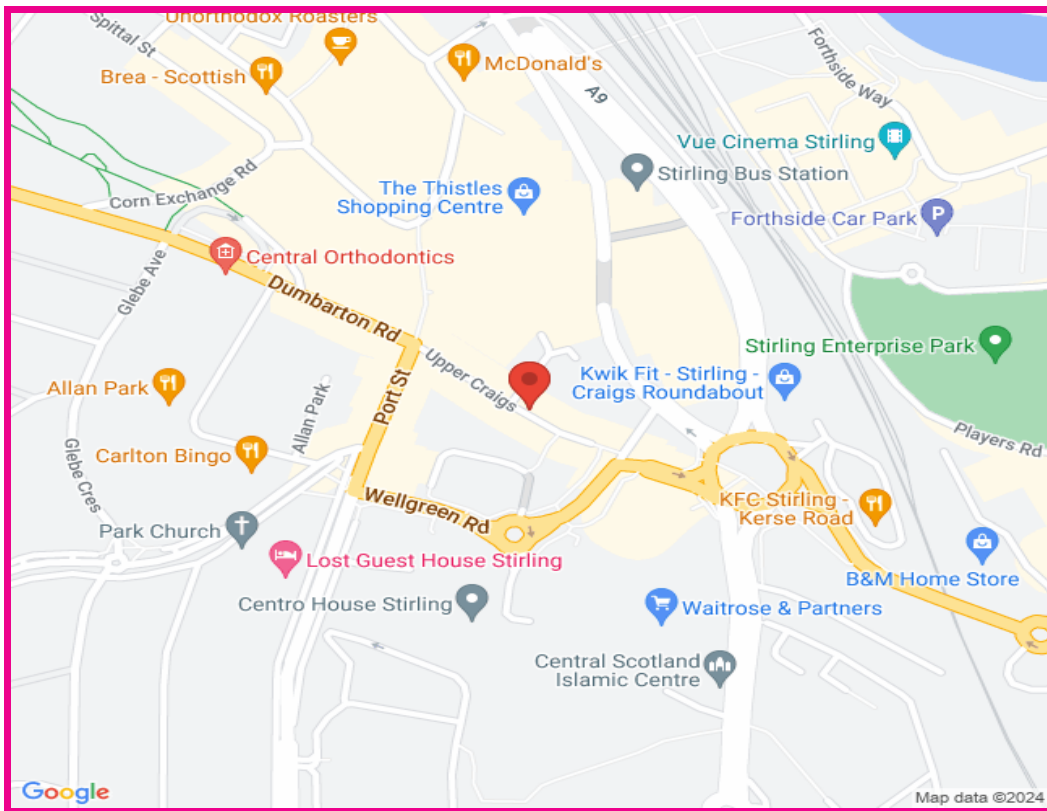 Unorthodox Roasters
Spittal St
Brea - Scottish
McDonald's
A9
Forthside Way
Vue Cinema Stirling
Stirling Bus Station
Corn Exchange Rd
The Thistles
Shopping Centre
Forthside Car Park
Glebe Ave
Central Orthodontics
Dumbarton Rd
Upper Craigs
Stirling Enterprise Park
Kwik Fit - Stirling -
Craigs Roundabout
Port St
Allan Park
Allan Park
Players Rd
Glebe Cres
Carlton Bingo
Wellgreen Rd
KFC Stirling -
Kerse Road
Park Church
Lost Guest House Stirling
B&M Home Store
Centro House Stirling
Waitrose & Partners
Central Scotland
Islamic Centre
Google
Map data ©2024